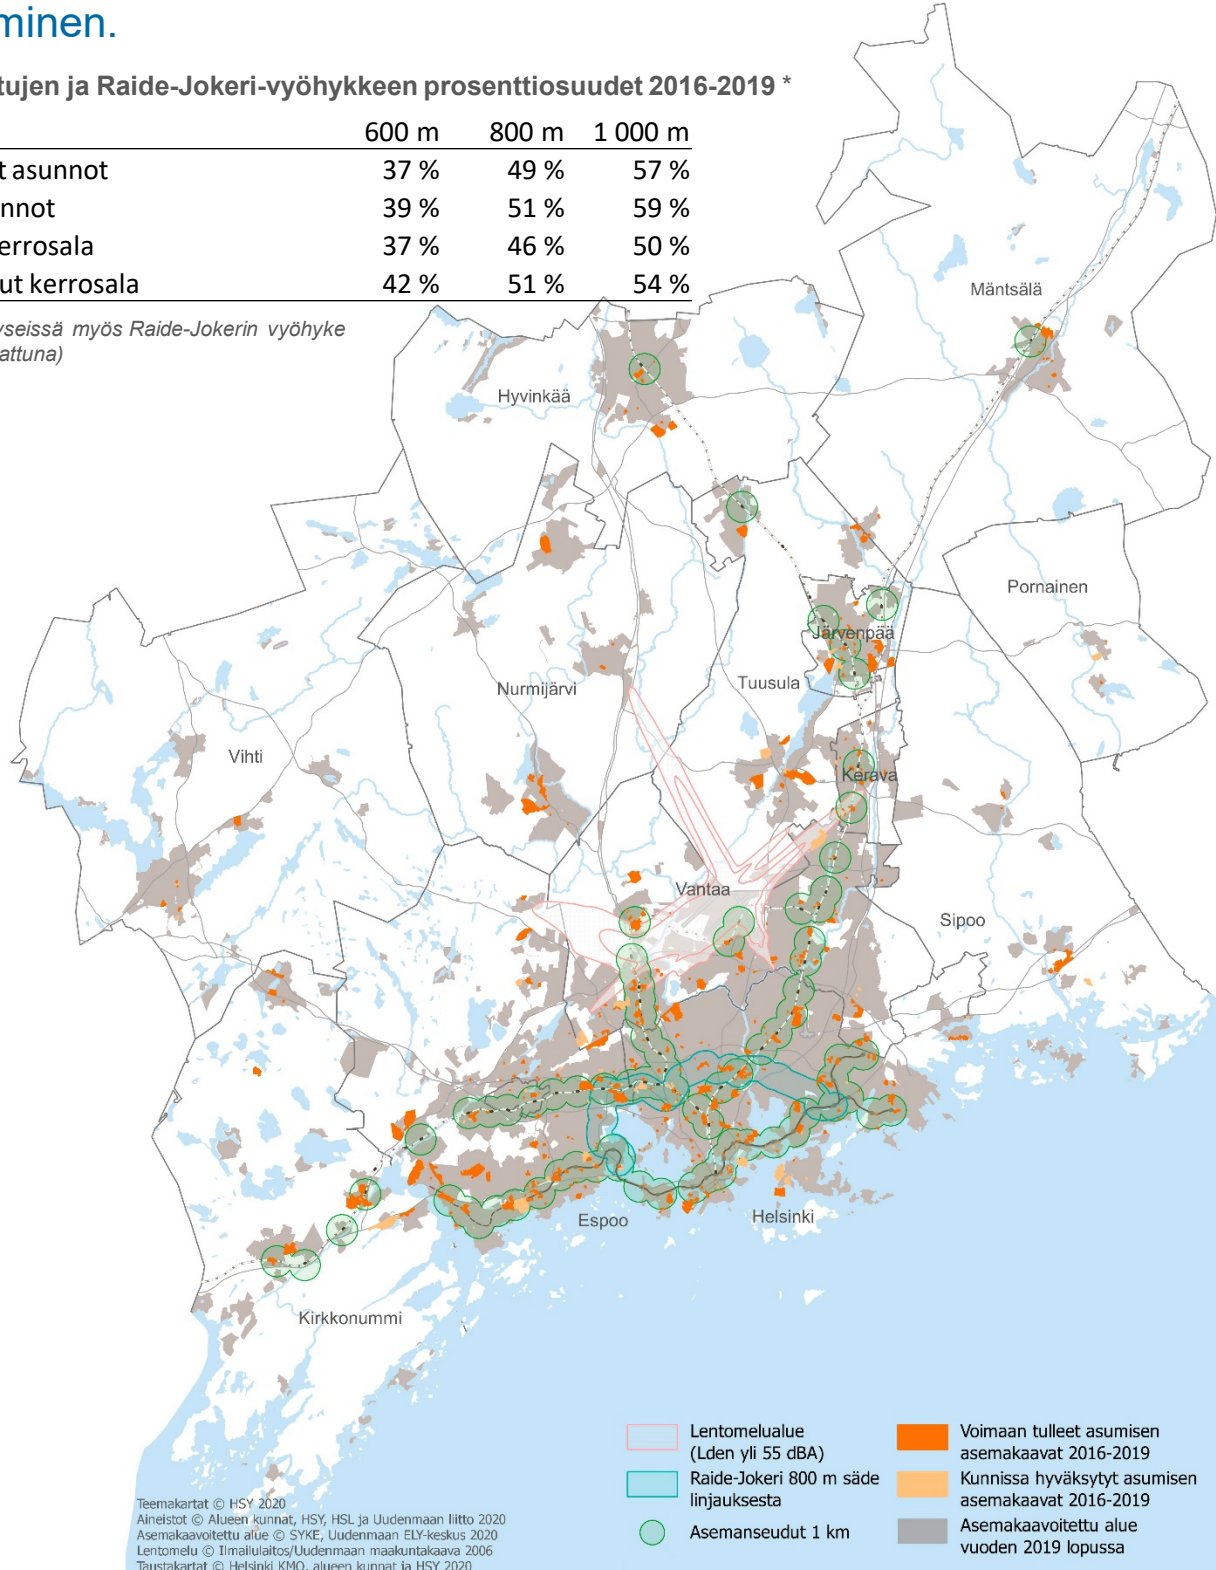 minen.
tujen ja Raide-Jokeri-vyöhykkeen prosenttiosuudet 2016-2019 *
600 m 800 m 1 000 m
t asunnot 37 % 49 % 57 %
nnot 39 % 51 % 59 %
errosala 37 % 46 % 50 %
ut kerrosala 42 % 51 % 54 %
yseissä myös Raide-Jokerin vyöhyke
attuna)
Mäntsälä
Hyvinkää
Pornainen
Järvenpää
Tuusula
Nurmijärvi
Vihti
Kerava
Vantaa
Sipoo
Espoo
Helsinki
Kirkkonummi
Lentomelualue
(Lden yli 55 dBA)
Raide-Jokeri 800 m säde
linjauksesta
Asemanseudut 1 km
Voimaan tulleet asumisen
asemakaavat 2016-2019
Kunnissa hyväksytyt asumisen
asemakaavat 2016-2019
Asemakaavoitettu alue
vuoden 2019 lopussa
Teemakartat © HSY 2020
Aineistot © Alueen kunnat, HSY, HSL ja Uudenmaan liitto 2020
Asemakaavoitettu alue © SYKE, Uudenmaan ELY-keskus 2020
Lentomelu © Ilmailulaitos/Uudenmaan maakuntakaava 2006
Taustakartat © Helsinki KMO, alueen kunnat ja HSY 2020